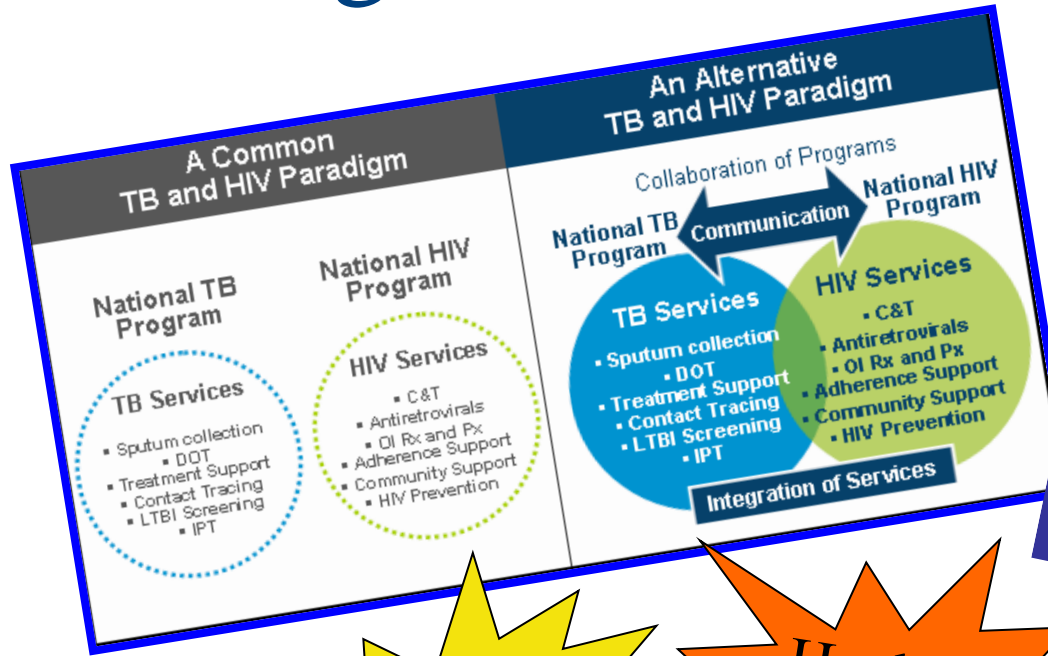 A Common
TB and HIV Paradigm
National TB
Program
TB Services
▪ Sputum collection
▪ DOT
▪ Treatment Support
▪ Contact Tracing
▪ LTBI Screening
▪ IPT
National HIV
Program
HIV Services
▪ C&T
▪ Antiretrovirals
▪ OI Rx and Px
▪ Adherence Support
▪ Community Support
▪ HIV Prevention
An Alternative
TB and HIV Paradigm
Collaboration of Programs
National TB
Program
Communication
National HIV
Program
TB Services
▪ Sputum collection
▪ DOT
▪ Treatment Support
▪ Contact Tracing
▪ LTBI Screening
▪ IPT
HIV Services
▪ C&T
▪ Antiretrovirals
▪ OI Rx and Px
▪ Adherence Support
▪ Community Support
▪ HIV Prevention
Integration of Services